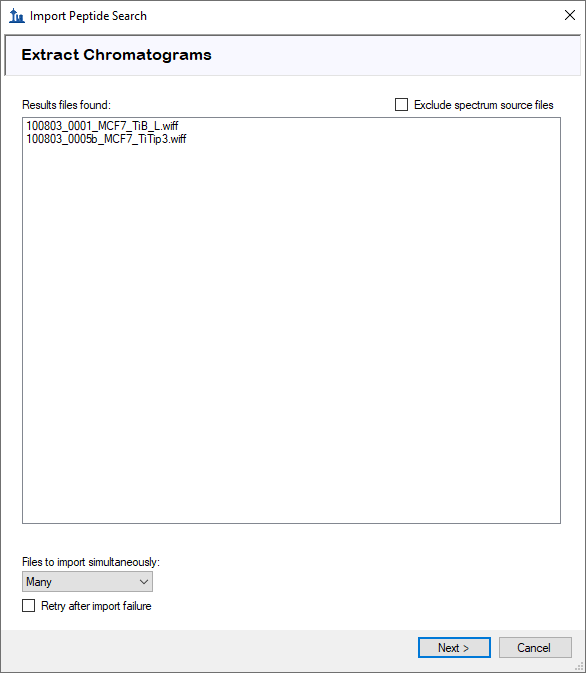 Import Peptide Search
Extract Chromatograms
Results files found:
Exclude spectrum source files
100803_0001_MCF7_TiB_L.wiff
100803_0005b_MCF7_TiTip3.wiff
Files to import simultaneously:
Many
Retry after import failure
Next >
Cancel